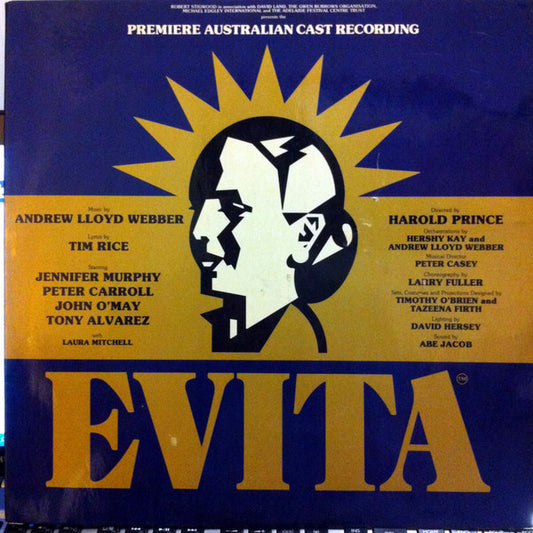 ROBERT STIGWOOD in association with DAVID LAND, THE GWEN BURROWS ORGANISATION,
MICHAEL EDGLEY INTERNATIONAL and THE ADELAIDE FESTIVAL CENTRE TRUST
presents the
PREMIERE AUSTRALIAN CAST RECORDING
Music by
ANDREW LLOYD WEBBER
Lyrics by
TIM RICE
Starring
JENNIFER MURPHY
PETER CARROLL
JOHN O'MAY
TONY ALVAREZ
with
LAURA MITCHELL
Directed by
HAROLD PRINCE
Orchestrations by
HERSHY KAY and
ANDREW LLOYD WEBBER
Musical Director
PETER CASEY
Choreography by
LARRY FULLER
Sets, Costumes and Projections Designed by
TIMOTHY O'BRIEN and
TAZEENA FIRTH
Lighting by
DAVID HERSEY
Sound by
ABE JACOB
EVITA
TM